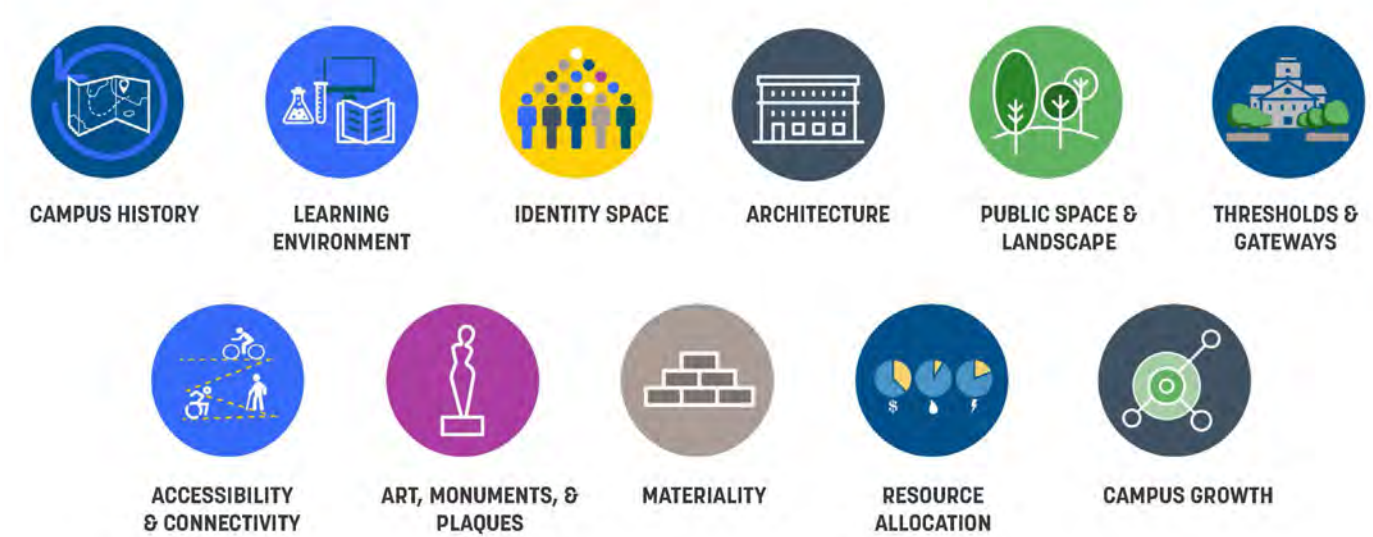 CAMPUS HISTORY
LEARNING
ENVIRONMENT
IDENTITY SPACE
ARCHITECTURE
PUBLIC SPACE &
LANDSCAPE
THRESHOLDS &
GATEWAYS
ACCESSIBILITY
& CONNECTIVITY
ART, MONUMENTS, &
PLAQUES
MATERIALITY
RESOURCE
ALLOCATION
CAMPUS GROWTH